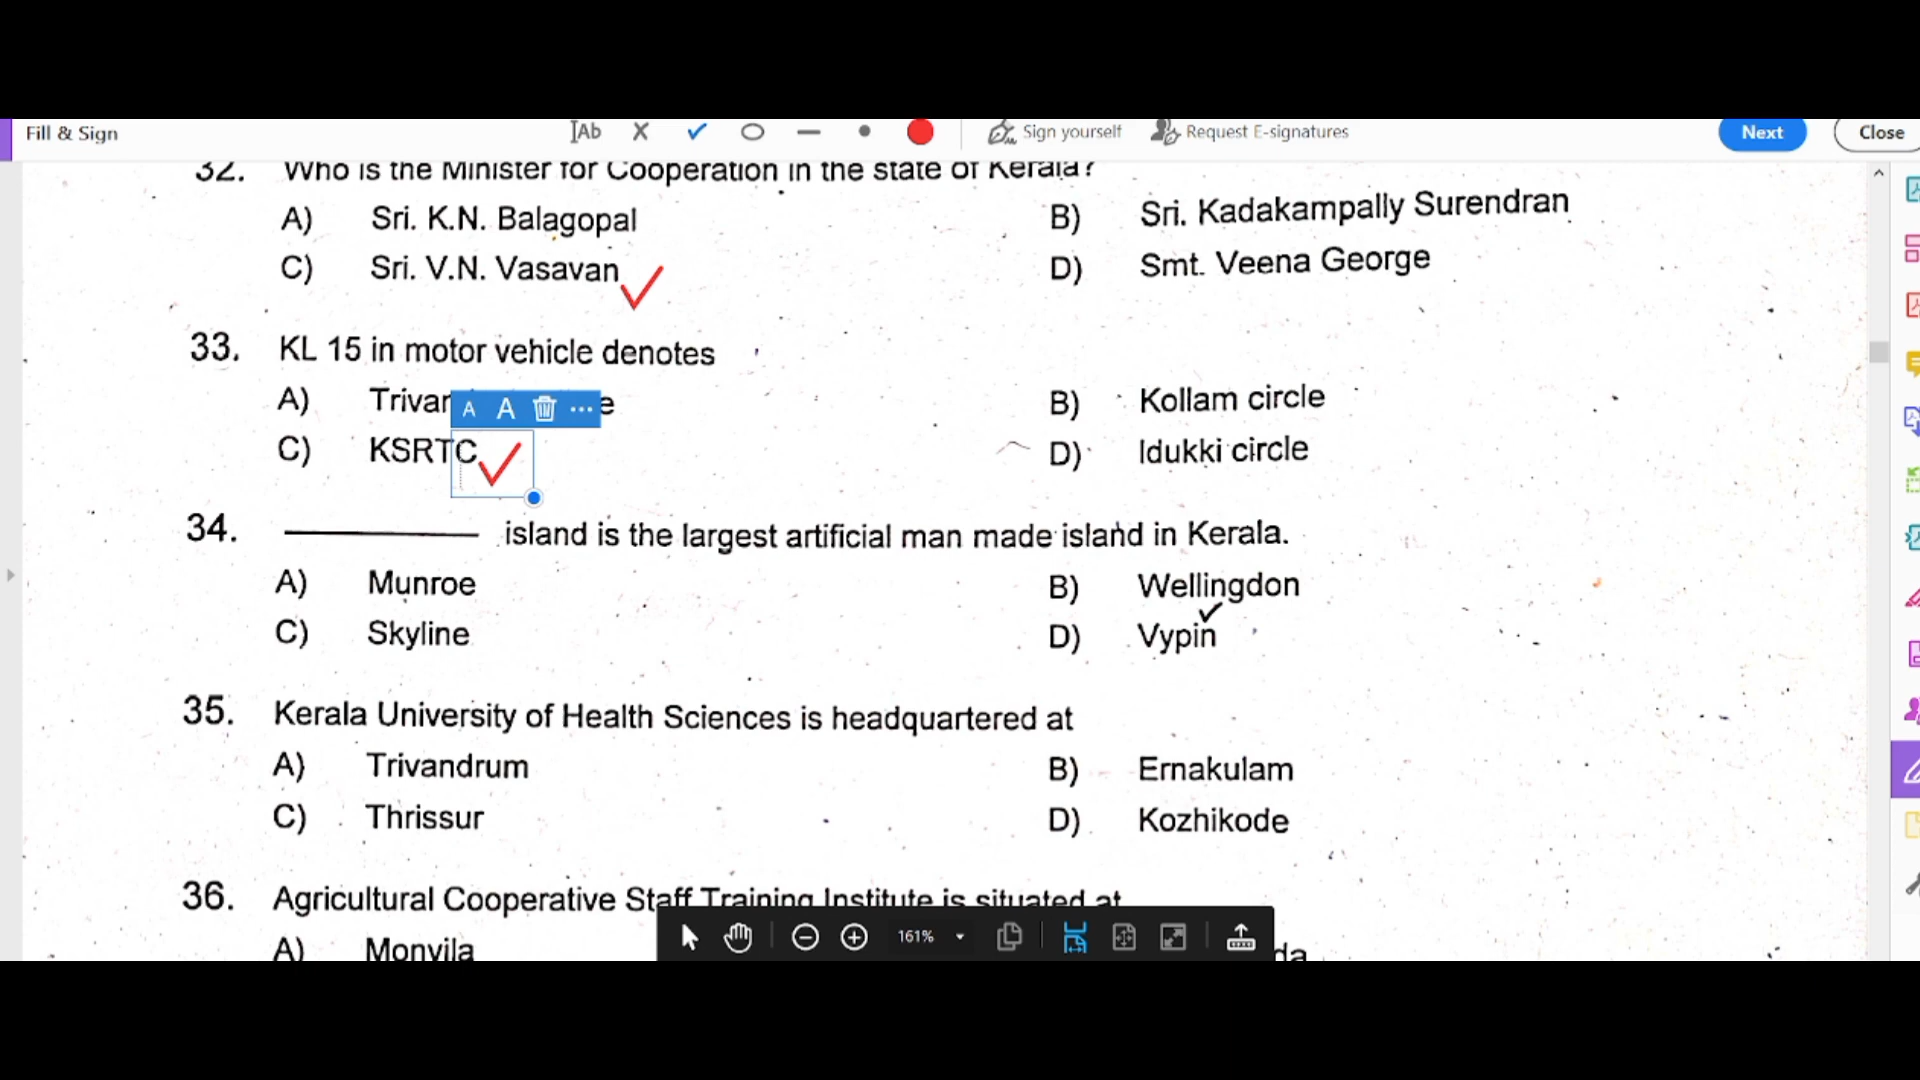 Fill & Sign
Ab
Sign yourself
Request E-signatures
Next
Close
32. Who is the Minister for Cooperation in the state of Kerala?
A) Sri. K.N. Balagopal
B) Sri. Kadakampally Surendran
C) Sri. V.N. Vasavan
D) Smt. Veena George
33. KL 15 in motor vehicle denotes
A)
A A ...
B) Kollam circle
C) KSRTC
D) Idukki circle
34. island is the largest artificial man made island in Kerala.
A) Munroe
B) Wellingdon
C) Skyline
D) Vypin
35. Kerala University of Health Sciences is headquartered at
A) Trivandrum
B) Ernakulam
C) Thrissur
D) Kozhikode
36. Agricultural Cooperative Staff Training Institute is situated at
A) Monvila
161%